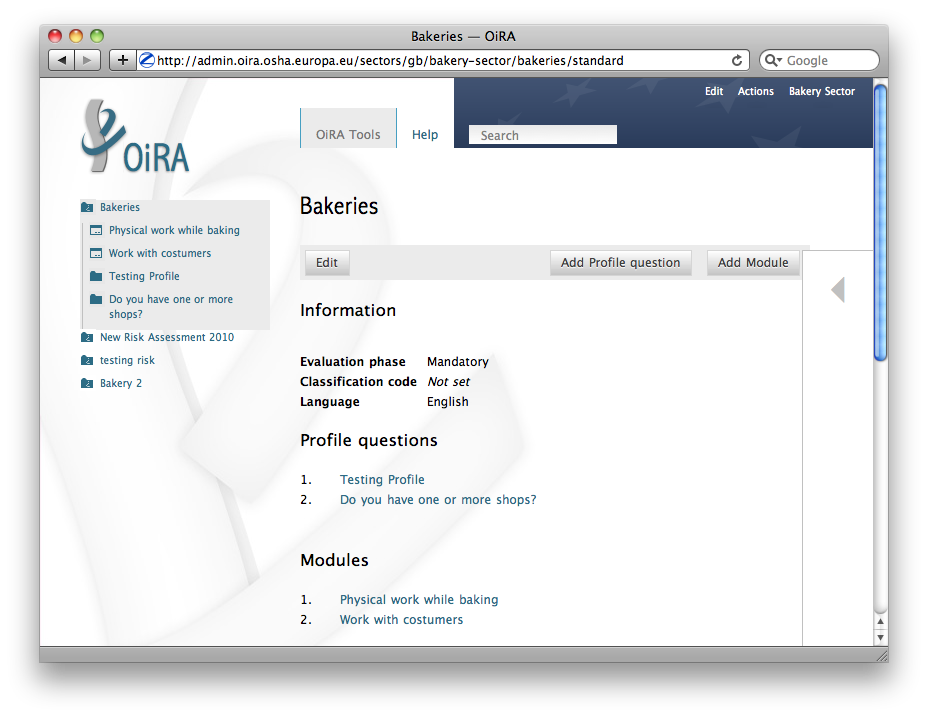 Bakeries — OiRA
http://admin.oira.osha.europa.eu/sectors/gb/bakery-sector/bakeries/standard
Google
Edit Actions Bakery Sector
OiRA Tools Help Search
OiRA
Bakeries
Physical work while baking
Work with costumers
Testing Profile
Do you have one or more
shops?
New Risk Assessment 2010
testing risk
Bakery 2
Bakeries
Edit Add Profile question Add Module
Information
Evaluation phase Mandatory
Classification code Not set
Language English
Profile questions
1. Testing Profile
2. Do you have one or more shops?
Modules
1. Physical work while baking
2. Work with costumers